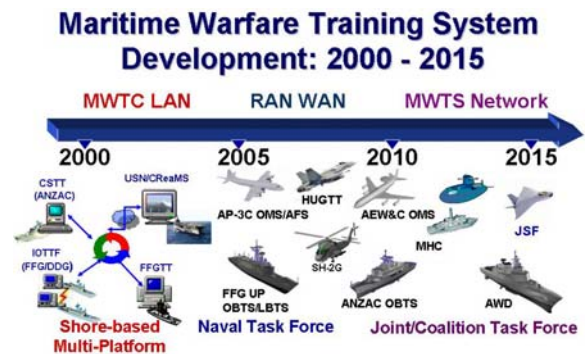 Maritime Warfare Training System
Development: 2000 - 2015
MWTC LAN RAN WAN MWTS Network
2000 2005 2010 2015
CSTT
(ANZAC)
USN/CReaMS
IOTTF
(FFG/DDG)
FFGTT
AP-3C OMS/AFS
HUGTT
AEW&C OMS
MHC
JSF
SH-2G
FFG UP
OBTS/LBTS
ANZAC OBTS
AWD
Shore-based
Multi-Platform
Naval Task Force
Joint/Coalition Task Force